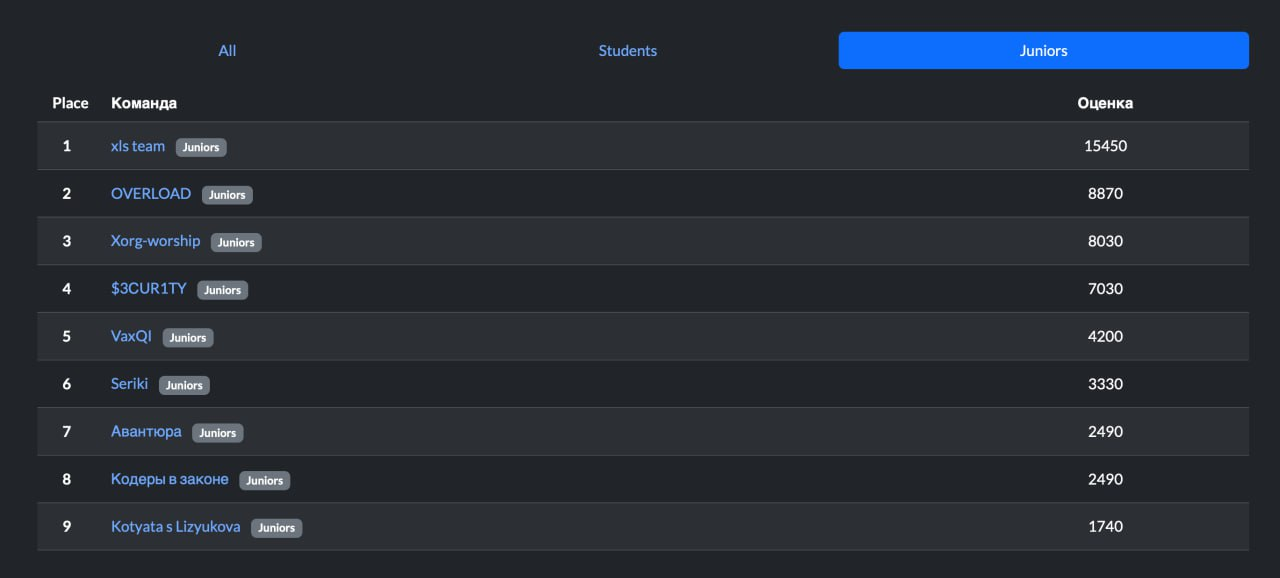 All Students Juniors
Place Команда Оценка
1 xls team Juniors 15450
2 OVERLOAD Juniors 8870
3 Xorg-worship Juniors 8030
4 $3CUR1TY Juniors 7030
5 VaxQI Juniors 4200
6 Seriki Juniors 3330
7 Авантюра Juniors 2490
8 Кодеры в законе Juniors 2490
9 Kotyata s Lizyukova Juniors 1740